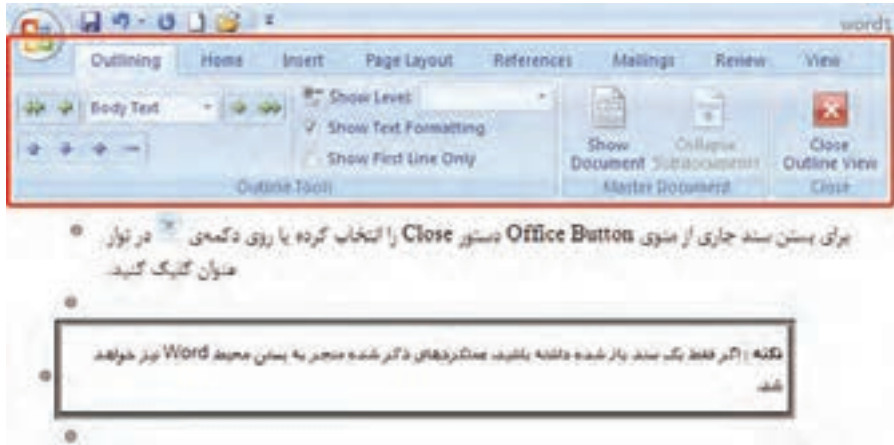 word1
Outlining Home Insert Page Layout References Mailings Review View
Body Text
Show Level:
Show Text Formatting
Show First Line Only
Show Document
Collapse Subdocuments
Close Outline View
Outline Tools Master Document Close
برای بستن سند جاری از منوی Office Button دستور Close را انتخاب کرده یا روی دکمه‌ی در نوار
عنوان کلیک کنید.
نکته : اگر فقط یک سند باز شده داشته باشید، عملکردهای ذکر شده منجر به بستن محیط Word نیز خواهد
شد.